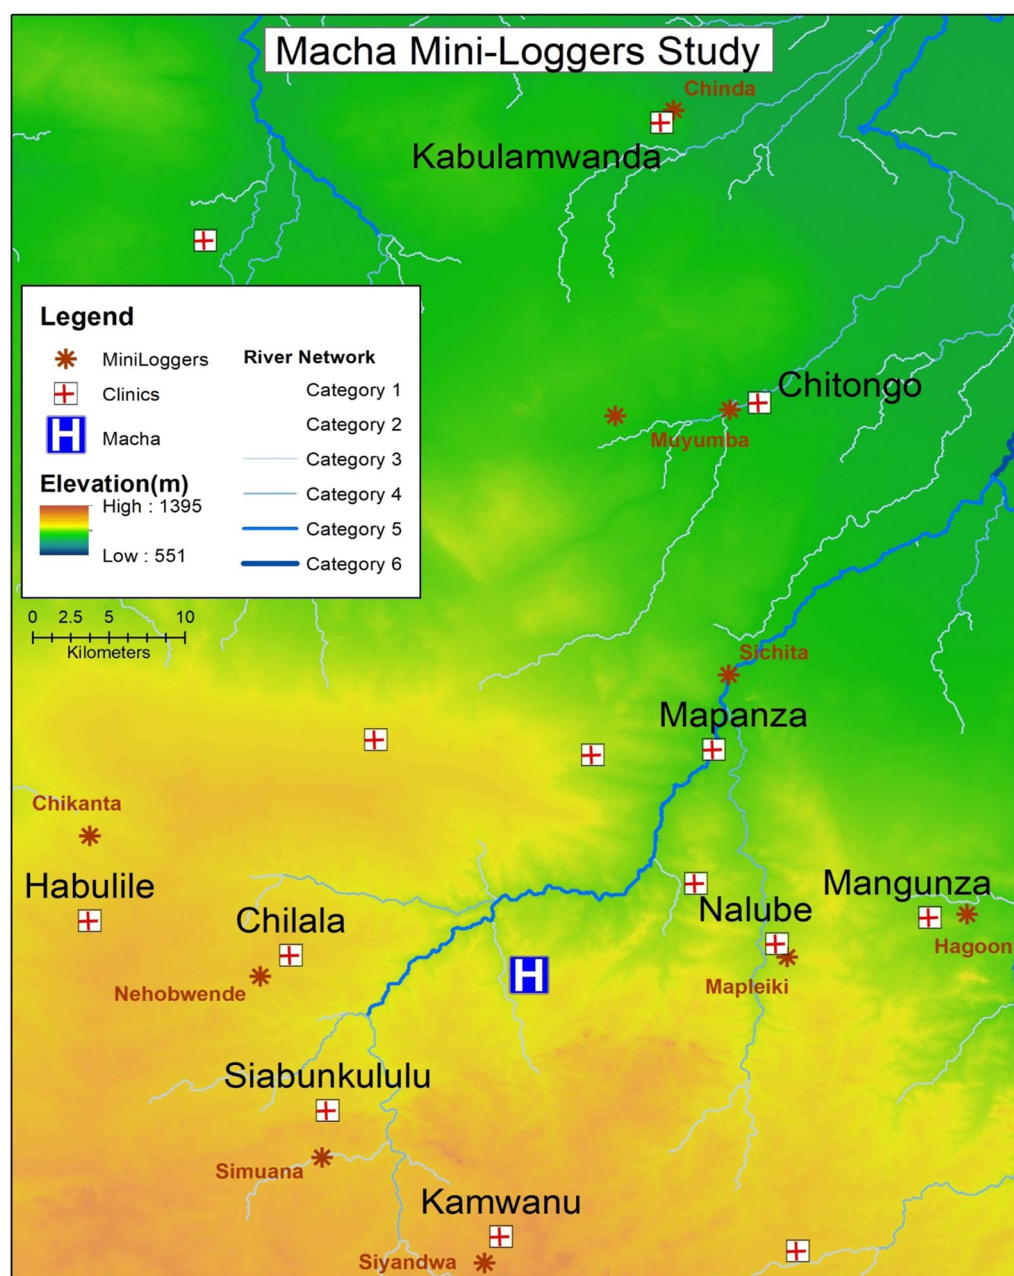 Macha Mini-Loggers Study
Chinda
Kabulamwanda
Legend
MiniLoggers
Clinics
Macha
Elevation(m)
High : 1395
Low : 551
River Network
Category 1
Category 2
Category 3
Category 4
Category 5
Category 6
Chitongo
Muyumba
0 2.5 5 10
Kilometers
Sichita
Mapanza
Chikanta
Habulile
Chilala
Nehobwende
H
Nalube
Mapleiki
Mangunza
Hagoon
Siabunkululu
Simuana
Kamwanu
Siyandwa